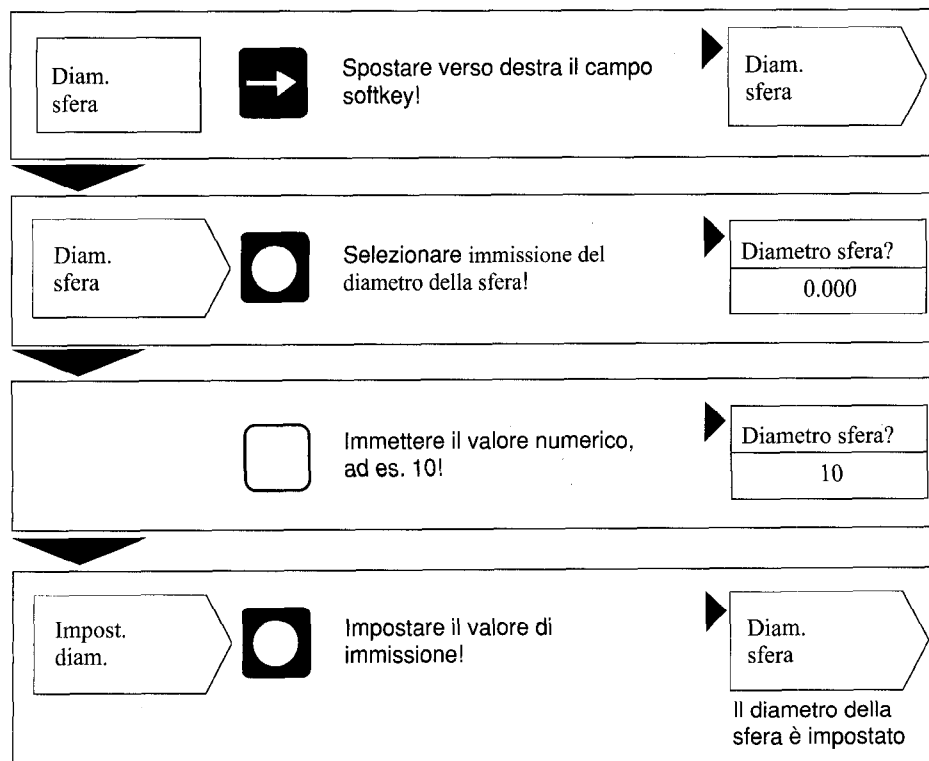 Diam.
sfera
Spostare verso destra il campo
softkey!
Diam.
sfera
Diam.
sfera
Selezionare immissione del
diametro della sfera!
Diametro sfera?
0.000
Immettere il valore numerico,
ad es. 10!
Diametro sfera?
10
Impost.
diam.
Impostare il valore di
immissione!
Diam.
sfera
Il diametro della
sfera è impostato